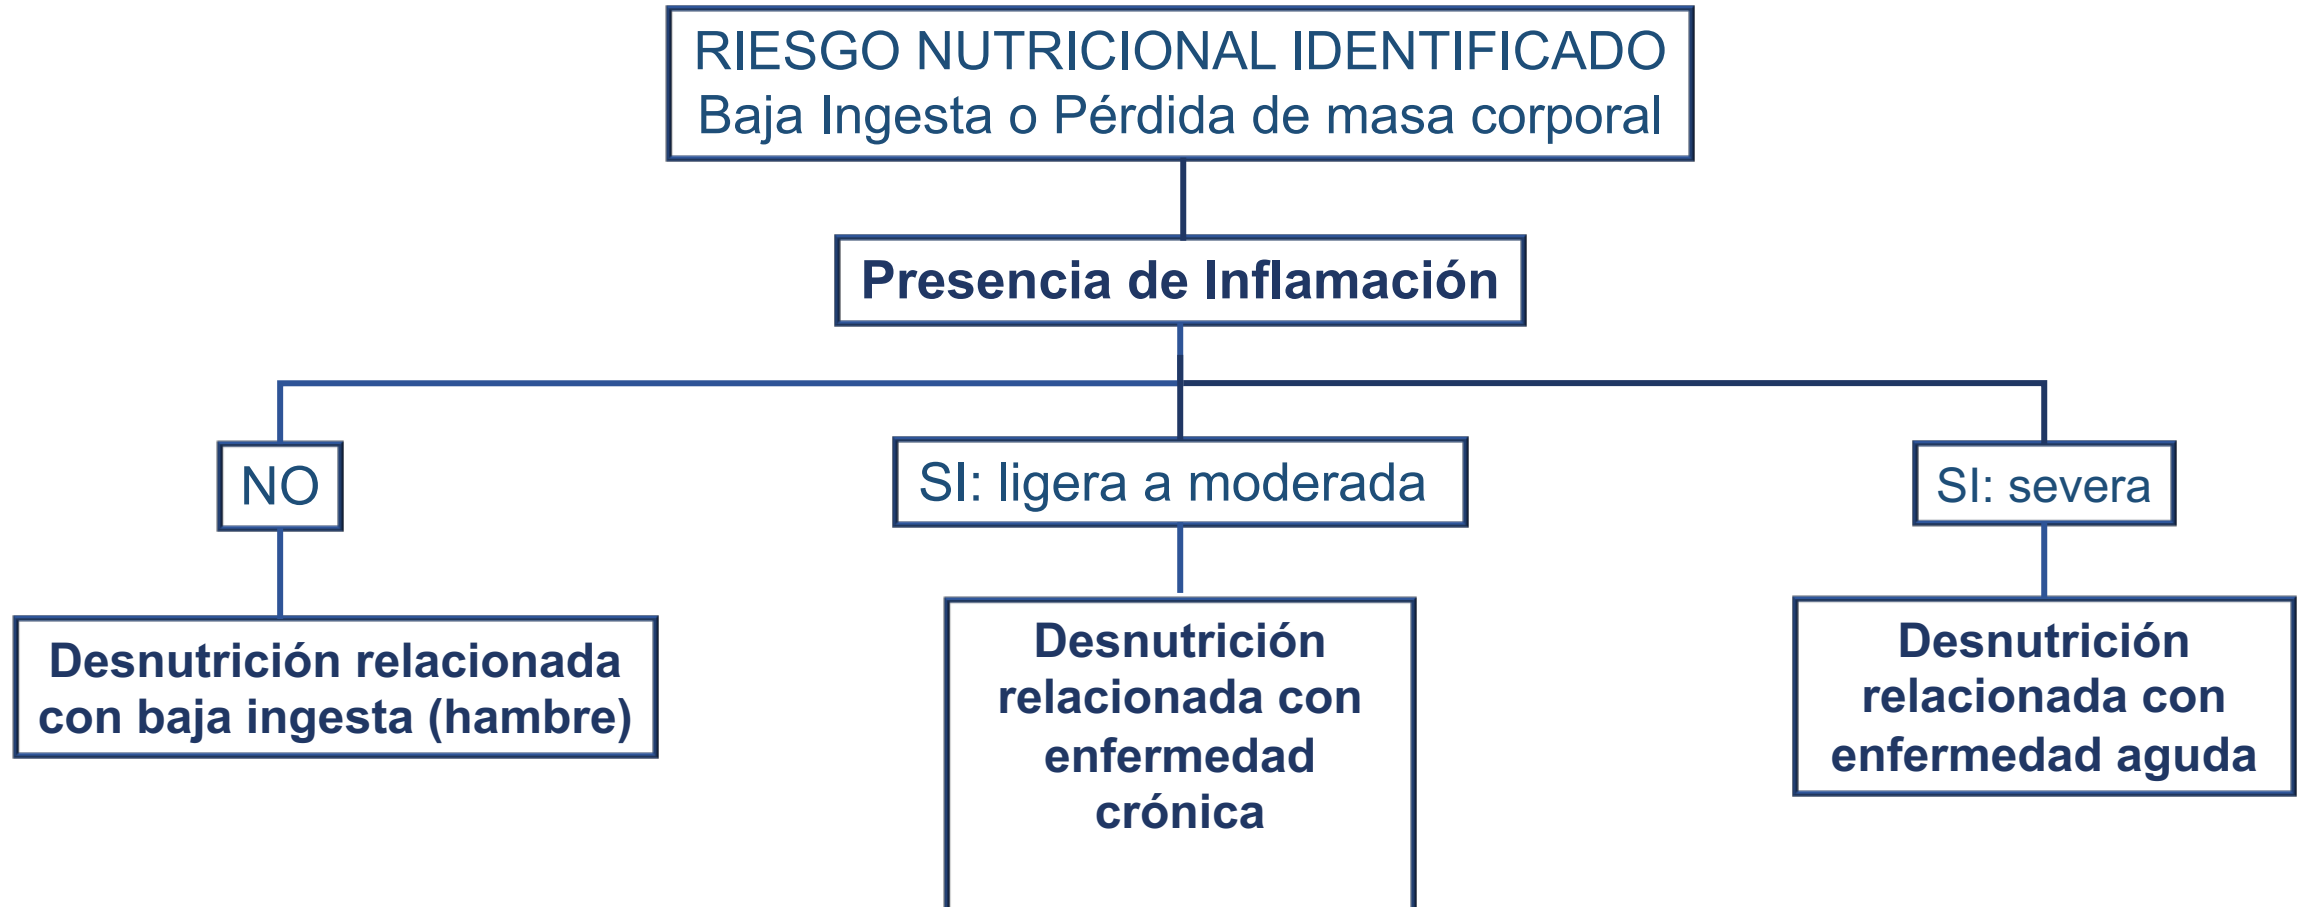 RIESGO NUTRICIONAL IDENTIFICADO
Baja Ingesta o Pérdida de masa corporal
Presencia de Inflamación
NO
SI: ligera a moderada
SI: severa
Desnutrición relacionada
con baja ingesta (hambre)
Desnutrición
relacionada con
enfermedad
crónica
Desnutrición
relacionada con
enfermedad aguda